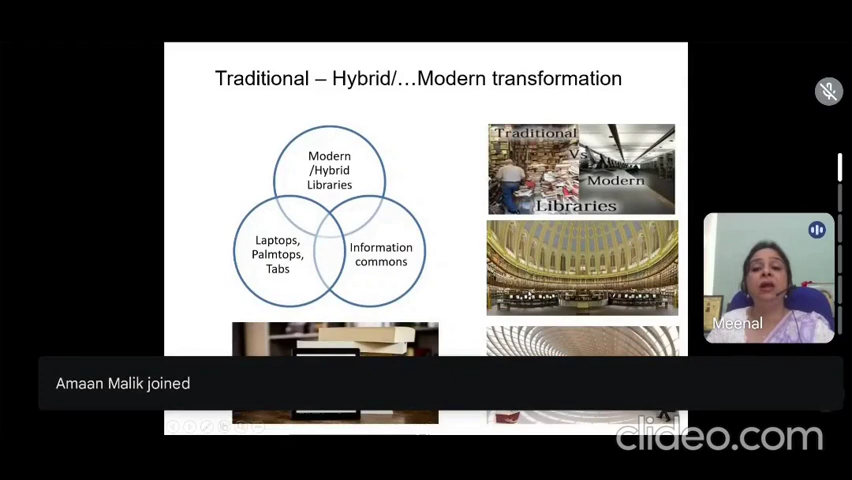 Traditional – Hybrid/…Modern transformation
Modern
/Hybrid
Libraries
Laptops,
Palmtops,
Tabs
Information
commons
Traditional
Vs
Modern
Libraries
Meenal
Amaan Malik joined
clideo.com